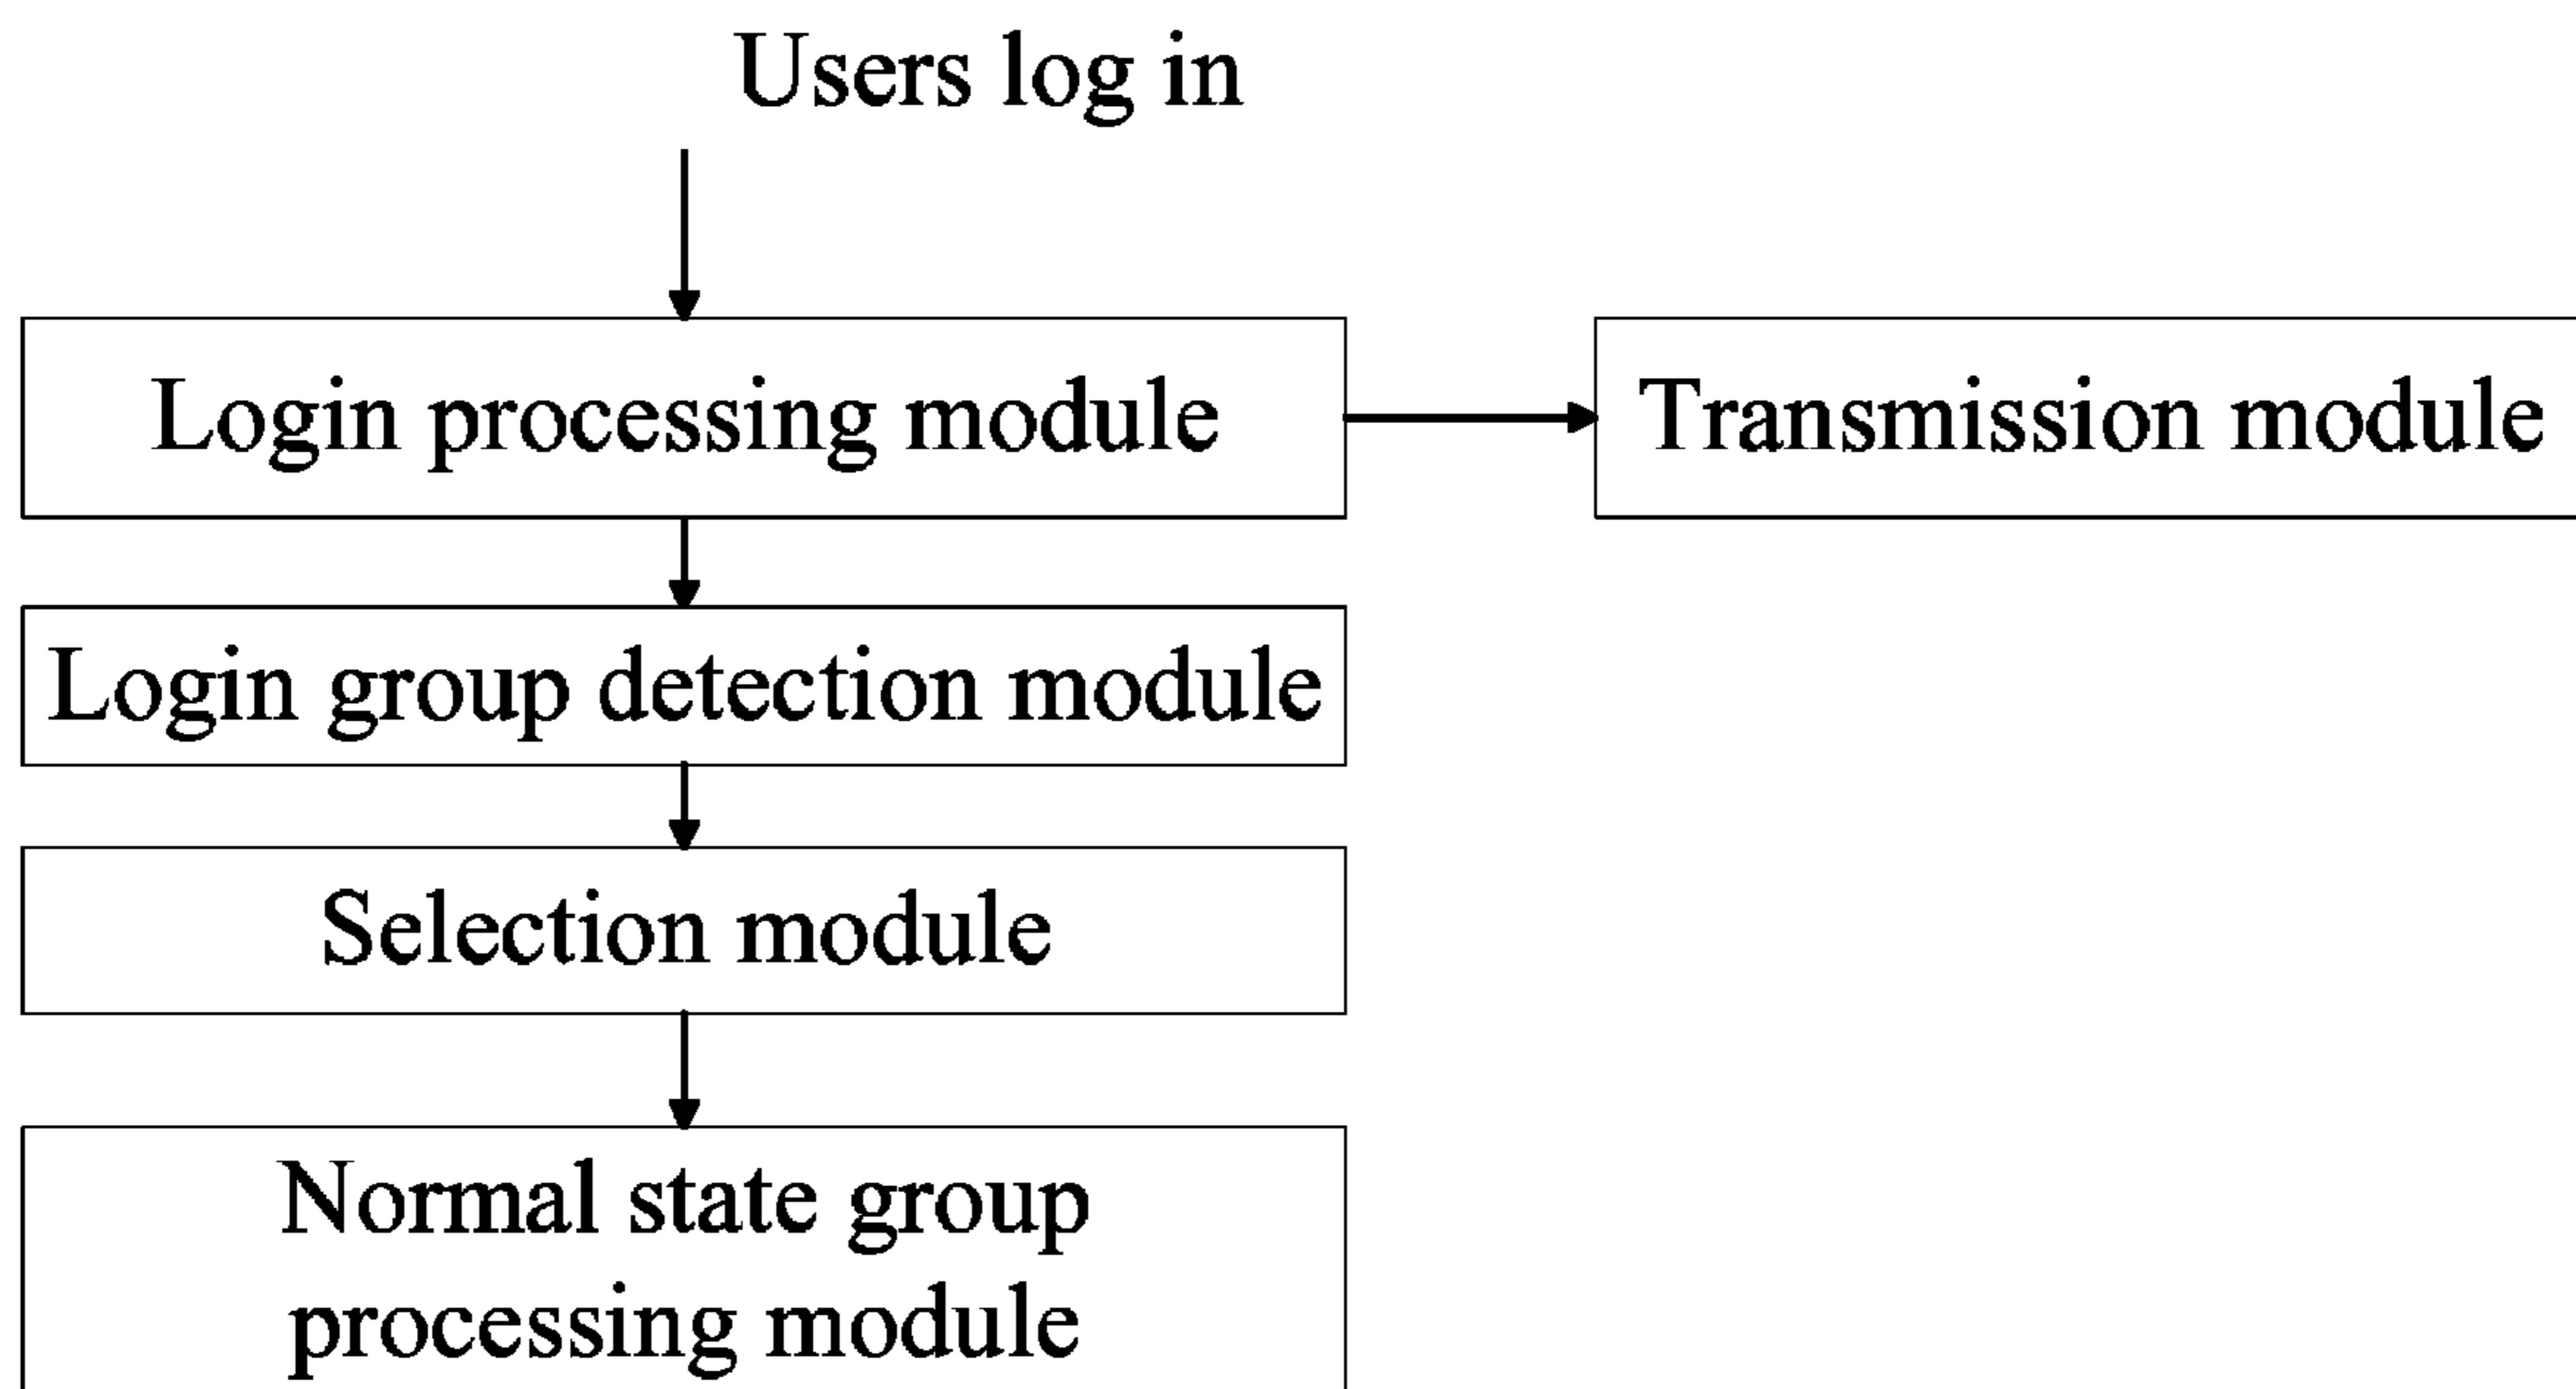 Users log in
Login processing module
Transmission module
Login group detection module
Selection module
Normal state group
processing module